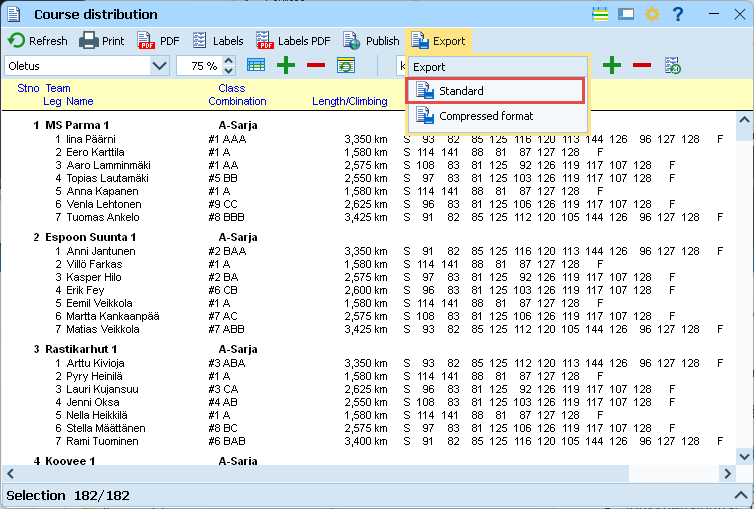 Course distribution
Refresh Print PDF Labels Labels PDF Publish Export
Oletus 75 % k
Export
Standard
Compressed format
Stno Team Class
Leg Name Combination Length/Climbing
1 MS Parma 1 A-Sarja
1 Iina Päärni #1 AAA 3,350 km S 93 82 85 125 116 120 113 144 126 96 127 128 F
2 Eero Karttila #1 A 1,580 km S 114 141 88 81 87 127 128 F
3 Aaro Lamminmäki #1 AA 2,575 km S 108 83 81 125 92 126 119 117 107 128 F
4 Topias Lautamäki #5 BB 2,550 km S 97 83 81 125 103 126 119 117 107 128 F
5 Anna Kapanen #1 A 1,580 km S 114 141 88 81 87 127 128 F
6 Venla Lehtonen #9 CC 2,625 km S 96 83 81 125 106 126 119 117 107 128 F
7 Tuomas Ankelo #8 BBB 3,425 km S 91 82 85 125 112 120 105 144 126 97 127 128 F
2 Espoon Suunta 1 A-Sarja
1 Anni Jantunen #2 BAA 3,350 km S 91 82 85 125 116 120 113 144 126 96 127 128 F
2 Villö Farkas #1 A 1,580 km S 114 141 88 81 87 127 128 F
3 Kasper Hilo #2 BA 2,575 km S 97 83 81 125 92 126 119 117 107 128 F
4 Erik Fey #6 CB 2,600 km S 96 83 81 125 103 126 119 117 107 128 F
5 Eemil Veikkola #1 A 1,580 km S 114 141 88 81 87 127 128 F
6 Martta Kankaanpää #7 AC 2,575 km S 108 83 81 125 106 126 119 117 107 128 F
7 Matias Veikkola #7 ABB 3,425 km S 93 82 85 125 112 120 105 144 126 97 127 128 F
3 Rastikarhut 1 A-Sarja
1 Arttu Kivioja #3 ABA 3,350 km S 93 82 85 125 112 120 113 144 126 96 127 128 F
2 Pyry Heinilä #1 A 1,580 km S 114 141 88 81 87 127 128 F
3 Lauri Kujansuu #3 CA 2,625 km S 96 83 81 125 92 126 119 117 107 128 F
4 Jenni Oksa #4 AB 2,550 km S 108 83 81 125 103 126 119 117 107 128 F
5 Nella Heikkilä #1 A 1,580 km S 114 141 88 81 87 127 128 F
6 Stella Määttänen #8 BC 2,575 km S 97 83 81 125 106 126 119 117 107 128 F
7 Rami Tuominen #6 BAB 3,400 km S 91 82 85 125 116 120 105 144 126 97 127 128 F
4 Koovee 1 A-Sarja
Selection 182/182